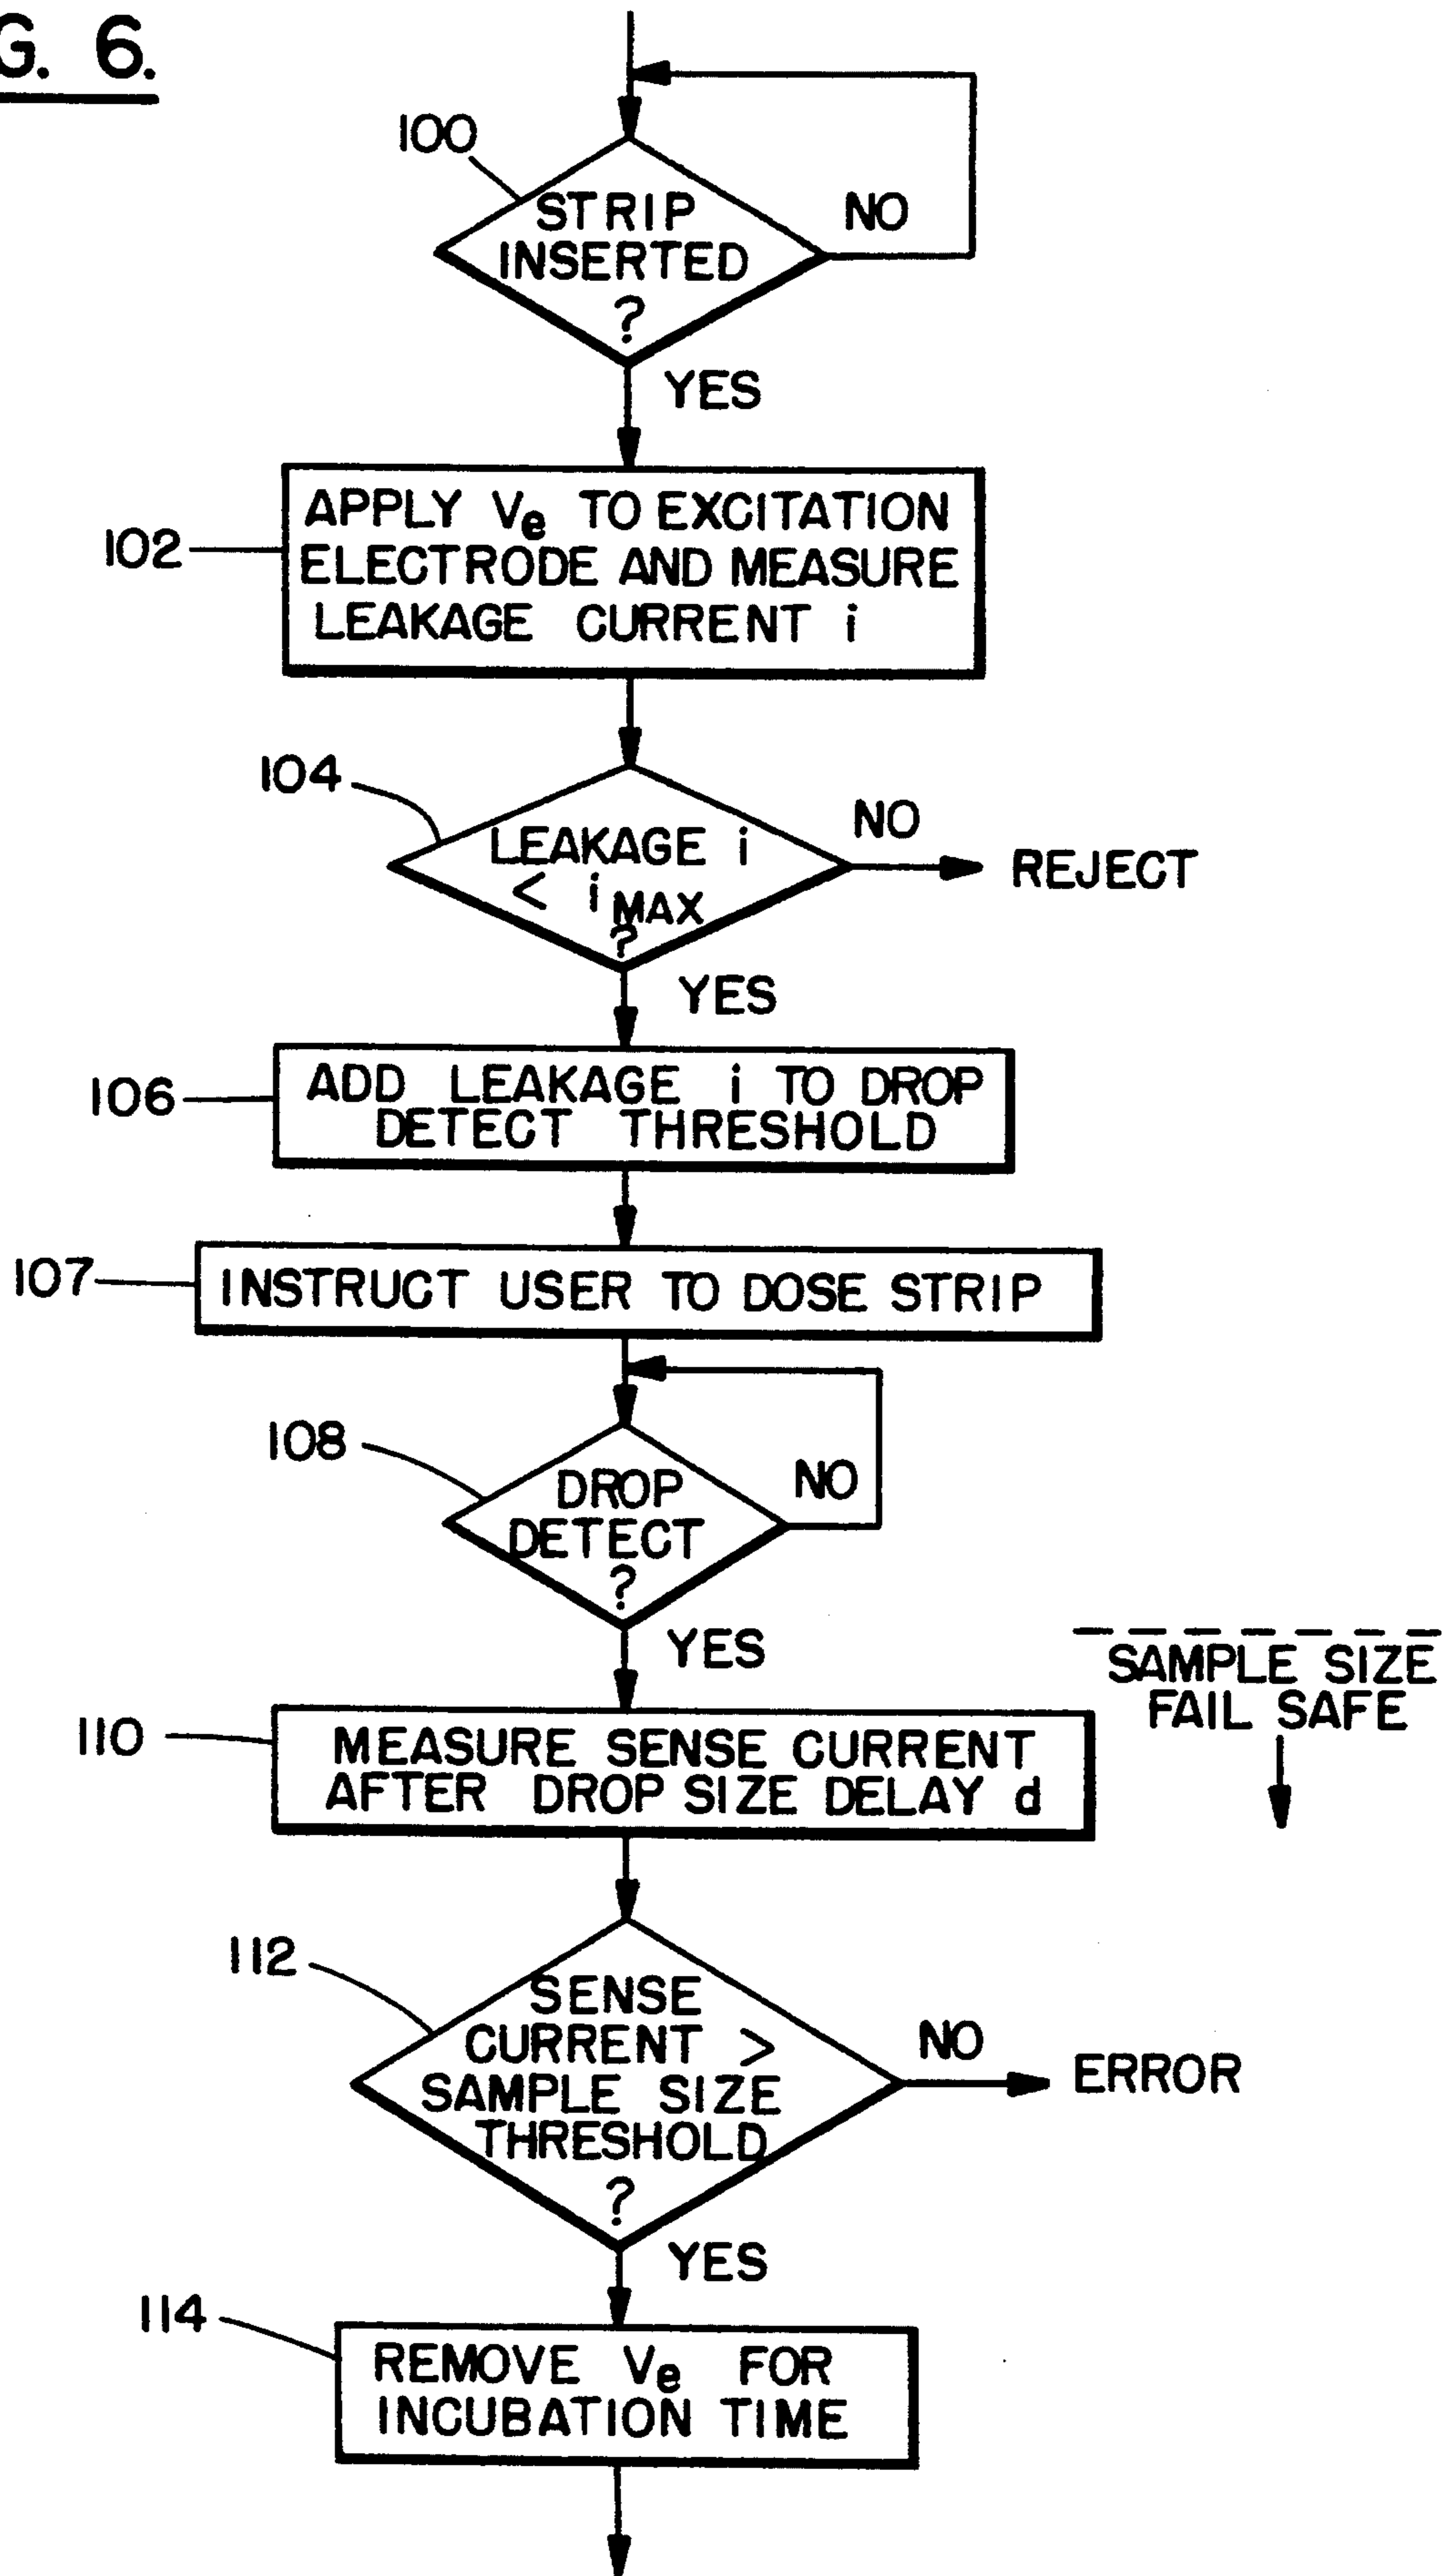 G. 6.
100
STRIP
INSERTED
?
NO
YES
102
APPLY Ve TO EXCITATION
ELECTRODE AND MEASURE
LEAKAGE CURRENT i
104
LEAKAGE i
< iMAX
?
NO
REJECT
YES
106
ADD LEAKAGE i TO DROP
DETECT THRESHOLD
107
INSTRUCT USER TO DOSE STRIP
108
DROP
DETECT
?
NO
YES
SAMPLE SIZE
FAIL SAFE
110
MEASURE SENSE CURRENT
AFTER DROP SIZE DELAY d
112
SENSE
CURRENT >
SAMPLE SIZE
THRESHOLD
?
NO
ERROR
YES
114
REMOVE Ve FOR
INCUBATION TIME